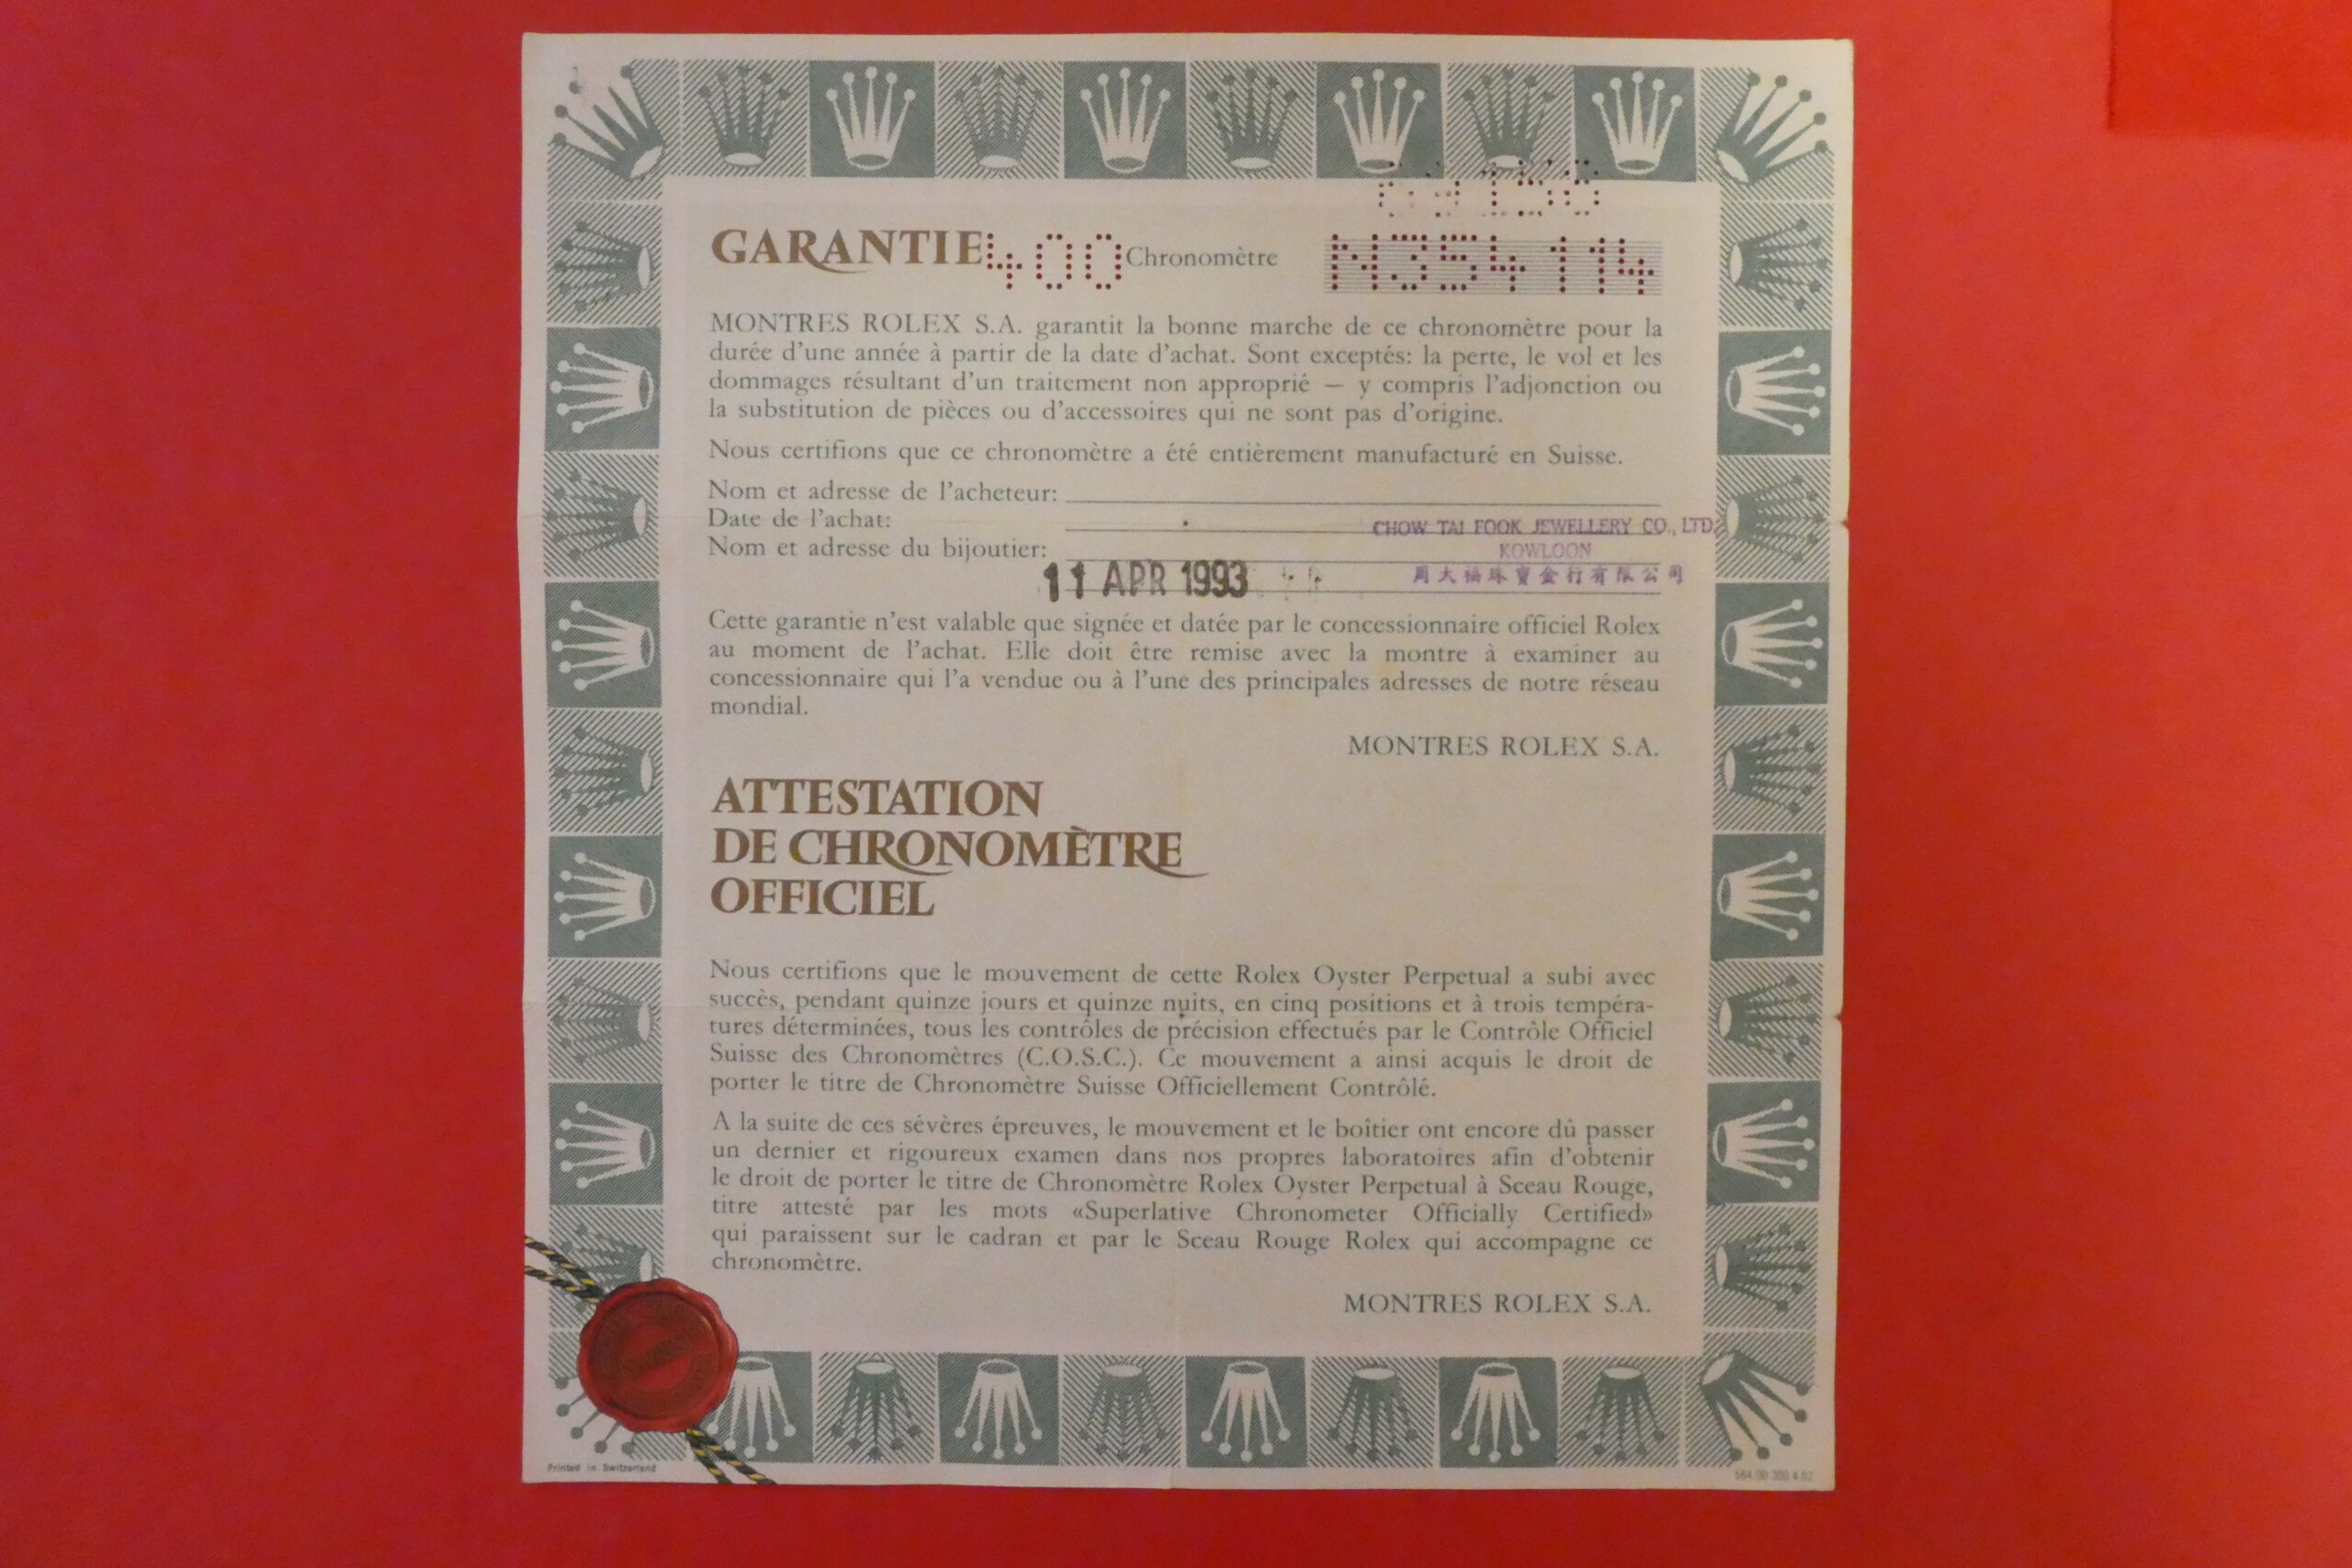 GARANTIE 400 Chronomètre N354114
MONTRES ROLEX S.A. garantit la bonne marche de ce chronomètre pour la
durée d'une année à partir de la date d'achat. Sont exceptés: la perte, le vol et les
dommages résultant d'un traitement non approprié — y compris l'adjonction ou
la substitution de pièces ou d'accessoires qui ne sont pas d'origine.
Nous certifions que ce chronomètre a été entièrement manufacturé en Suisse.
Nom et adresse de l'acheteur:
Date de l'achat:
CHOW TAI FOOK JEWELLERY CO., LTD.
Nom et adresse du bijoutier:
KOWLOON
11 APR 1993
周大福珠寶金行有限公司
Cette garantie n'est valable que signée et datée par le concessionnaire officiel Rolex
au moment de l'achat. Elle doit être remise avec la montre à examiner au
concessionnaire qui l'a vendue ou à l'une des principales adresses de notre réseau
mondial.
MONTRES ROLEX S.A.
ATTESTATION
DE CHRONOMÈTRE
OFFICIEL
Nous certifions que le mouvement de cette Rolex Oyster Perpetual a subi avec
succès, pendant quinze jours et quinze nuits, en cinq positions et à trois tempéra-
tures déterminées, tous les contrôles de précision effectués par le Contrôle Officiel
Suisse des Chronomètres (C.O.S.C.). Ce mouvement a ainsi acquis le droit de
porter le titre de Chronomètre Suisse Officiellement Contrôlé.
A la suite de ces sévères épreuves, le mouvement et le boîtier ont encore dû passer
un dernier et rigoureux examen dans nos propres laboratoires afin d'obtenir
le droit de porter le titre de Chronomètre Rolex Oyster Perpetual à Sceau Rouge,
titre attesté par les mots «Superlative Chronometer Officially Certified»
qui paraissent sur le cadran et par le Sceau Rouge Rolex qui accompagne ce
chronomètre.
MONTRES ROLEX S.A.
Printed in Switzerland